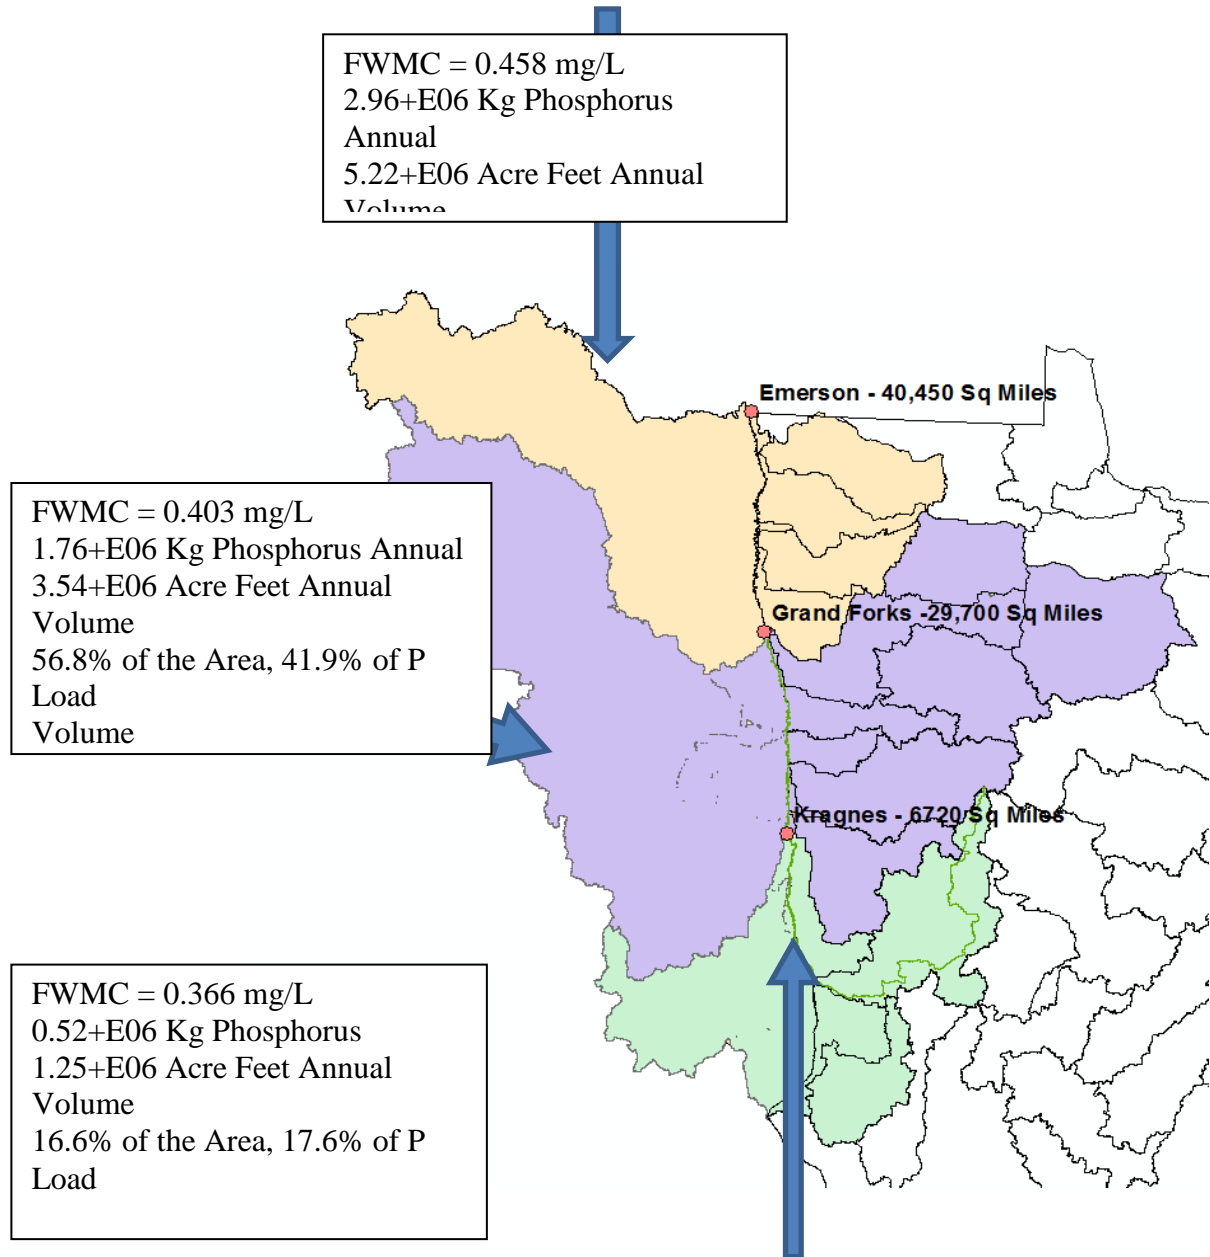 FWMC = 0.458 mg/L
2.96+E06 Kg Phosphorus
Annual
5.22+E06 Acre Feet Annual
Volume
Emerson - 40,450 Sq Miles
FWMC = 0.403 mg/L
1.76+E06 Kg Phosphorus Annual
3.54+E06 Acre Feet Annual
Volume
56.8% of the Area, 41.9% of P
Load
Volume
Grand Forks -29,700 Sq Miles
Kragnes - 6720 Sq Miles
FWMC = 0.366 mg/L
0.52+E06 Kg Phosphorus
1.25+E06 Acre Feet Annual
Volume
16.6% of the Area, 17.6% of P
Load